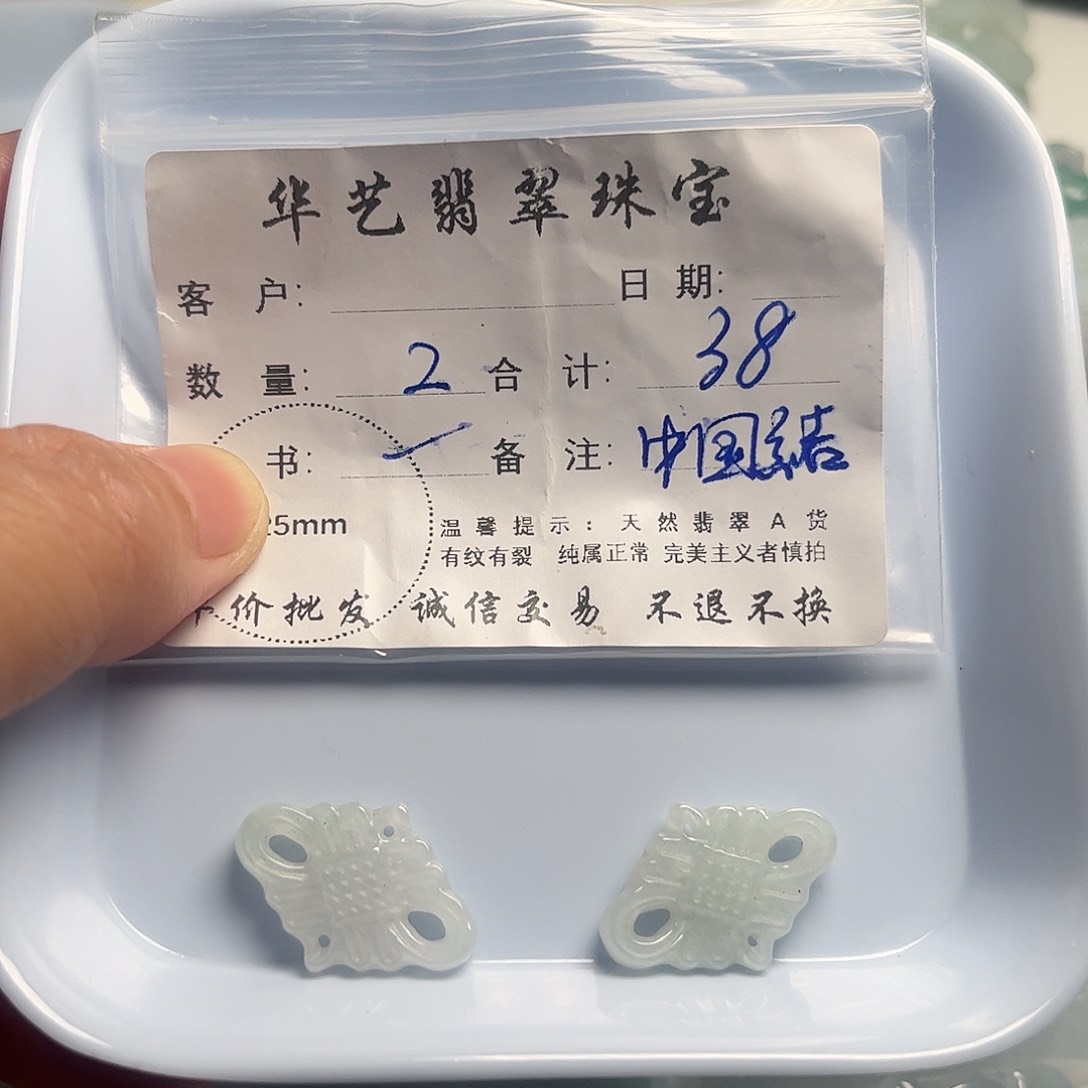 华艺翡翠珠宝
客 户: 日 期:
数 量: 2 合 计: 38
书: 一 备 注: 中国結
25mm 温馨提示:天然翡翠A货
有纹有裂 纯属正常 完美主义者慎拍
价批发 诚信交易 不退不换